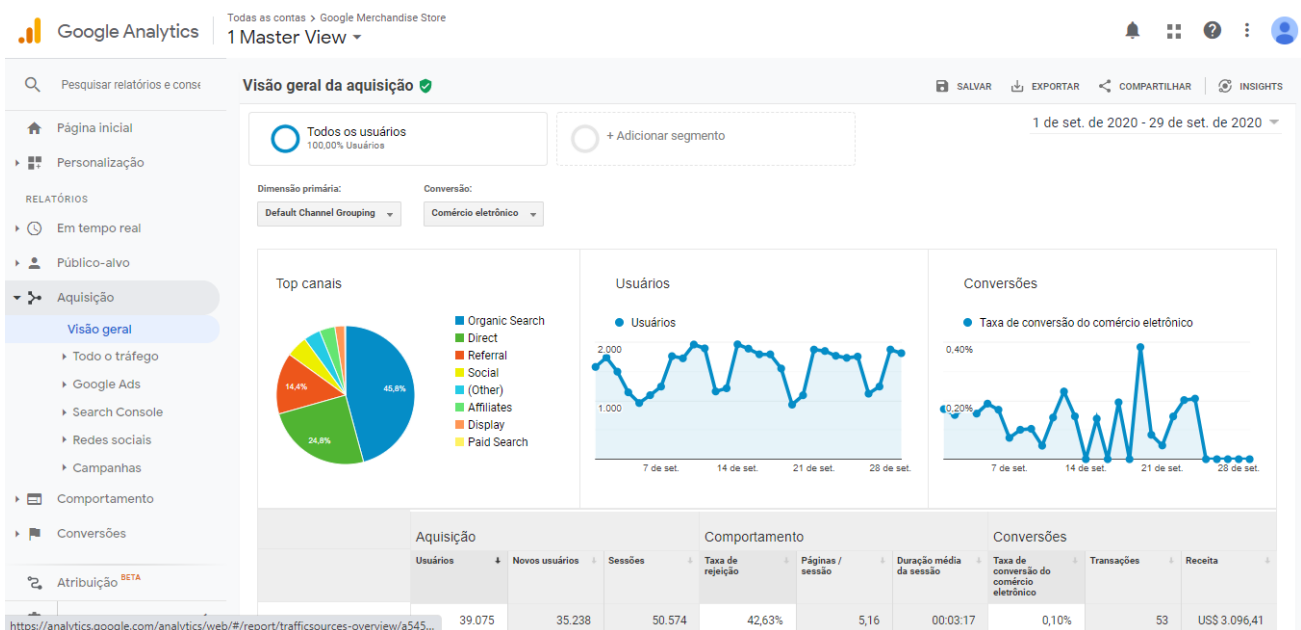 Google Analytics
Todas as contas > Google Merchandise Store
1 Master View
Pesquisar relatórios e conse
Página inicial
Personalização
RELATÓRIOS
Em tempo real
Público-alvo
Aquisição
Visão geral
Todo o tráfego
Google Ads
Search Console
Redes sociais
Campanhas
Comportamento
Conversões
Atribuição BETA
https://analytics.google.com/analytics/web/#/report/trafficsources-overview/a545...
Visão geral da aquisição
SALVAR
EXPORTAR
COMPARTILHAR
INSIGHTS
Todos os usuários
100,00% Usuários
+ Adicionar segmento
1 de set. de 2020 - 29 de set. de 2020
Dimensão primária:
Conversão:
Default Channel Grouping
Comércio eletrônico
Top canais
45,8%
24,8%
14,4%
Organic Search
Direct
Referral
Social
(Other)
Affiliates
Display
Paid Search
Usuários
Usuários
2.000
1.000
7 de set.
14 de set.
21 de set.
28 de set.
Conversões
Taxa de conversão do comércio eletrônico
0,40%
0,20%
7 de set.
14 de set.
21 de set.
28 de set.
Aquisição
Comportamento
Conversões
Usuários
Novos usuários
Sessões
Taxa de
rejeição
Páginas /
sessão
Duração média
da sessão
Taxa de
conversão do
comércio
eletrônico
Transações
Receita
39.075
35.238
50.574
42,63%
5,16
00:03:17
0,10%
53
US$ 3.096,41